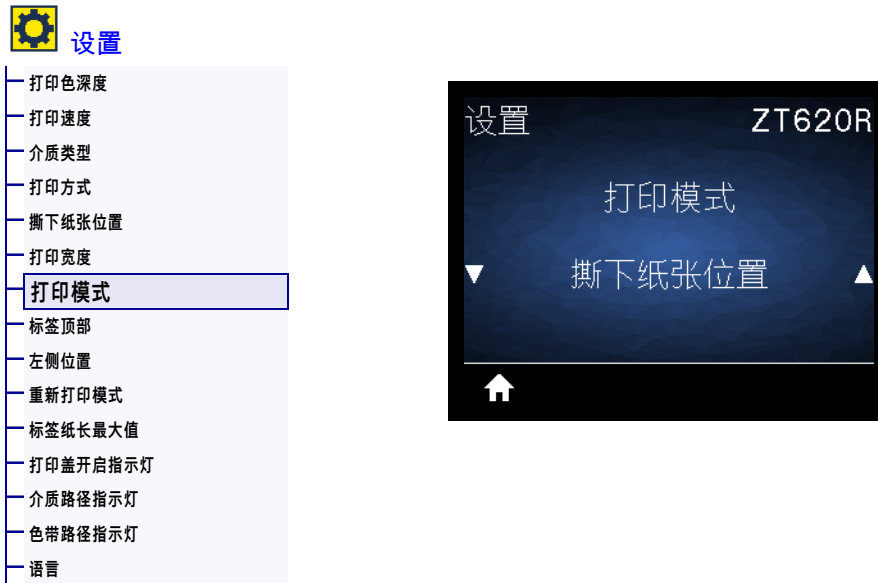 设置
打印色深度
打印速度
介质类型
打印方式
撕下纸张位置
打印宽度
打印模式
标签顶部
左侧位置
重新打印模式
标签纸长最大值
打印盖开启指示灯
介质路径指示灯
色带路径指示灯
语言
设置 ZT620R
打印模式
撕下纸张位置